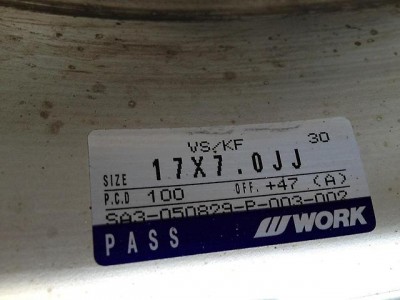 VS/KF 30
SIZE 17X7.0JJ
P.C.D 100 OFF. +47 (A)
SA3-050829-P-003-002
PASS WORK